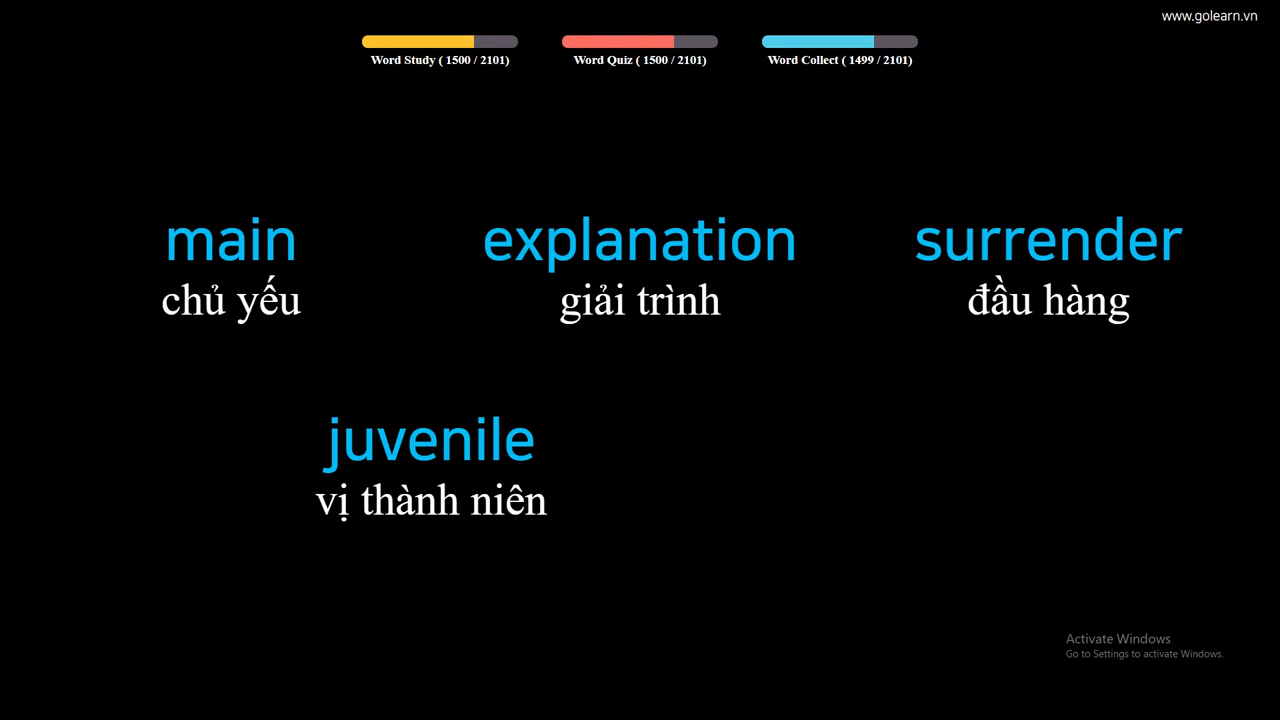 www.golearn.vn
Word Study ( 1500 / 2101) Word Quiz ( 1500 / 2101) Word Collect ( 1499 / 2101)
main explanation surrender
chủ yếu giải trình đầu hàng
juvenile
vị thành niên
Activate Windows
Go to Settings to activate Windows.